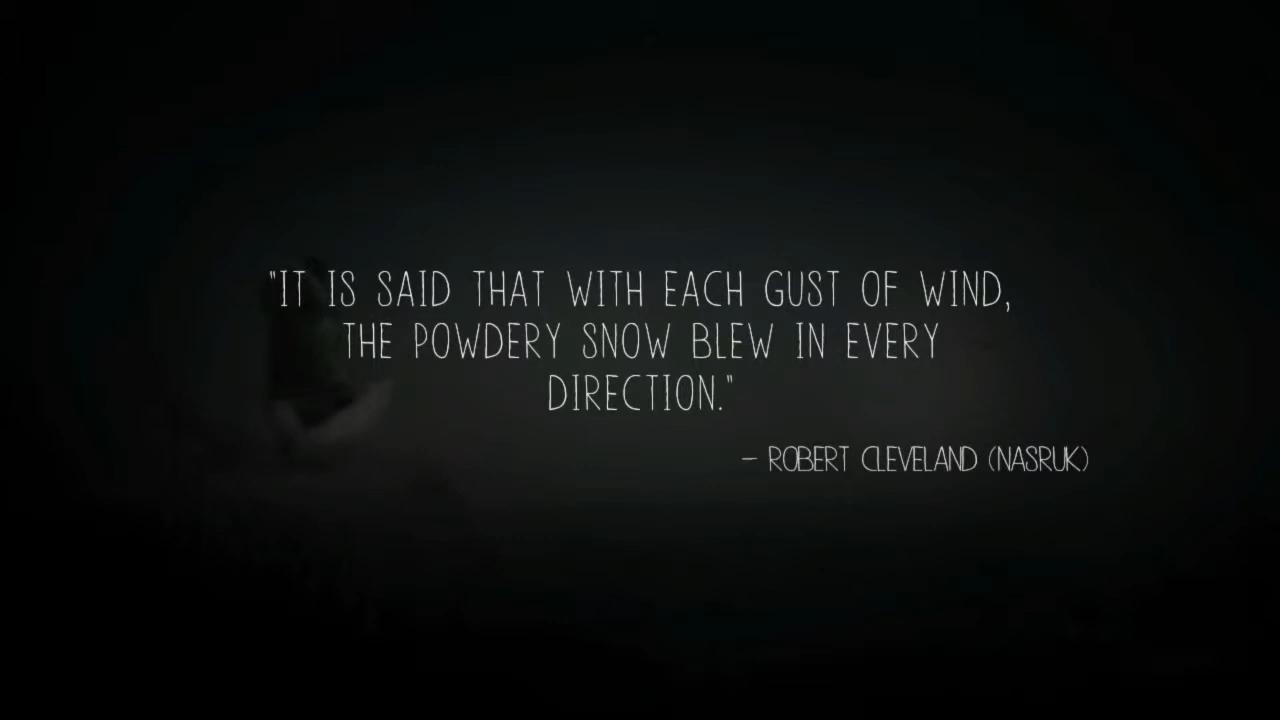 "IT IS SAID THAT WITH EACH GUST OF WIND,
THE POWDERY SNOW BLEW IN EVERY
DIRECTION."
— ROBERT CLEVELAND (NASRUK)